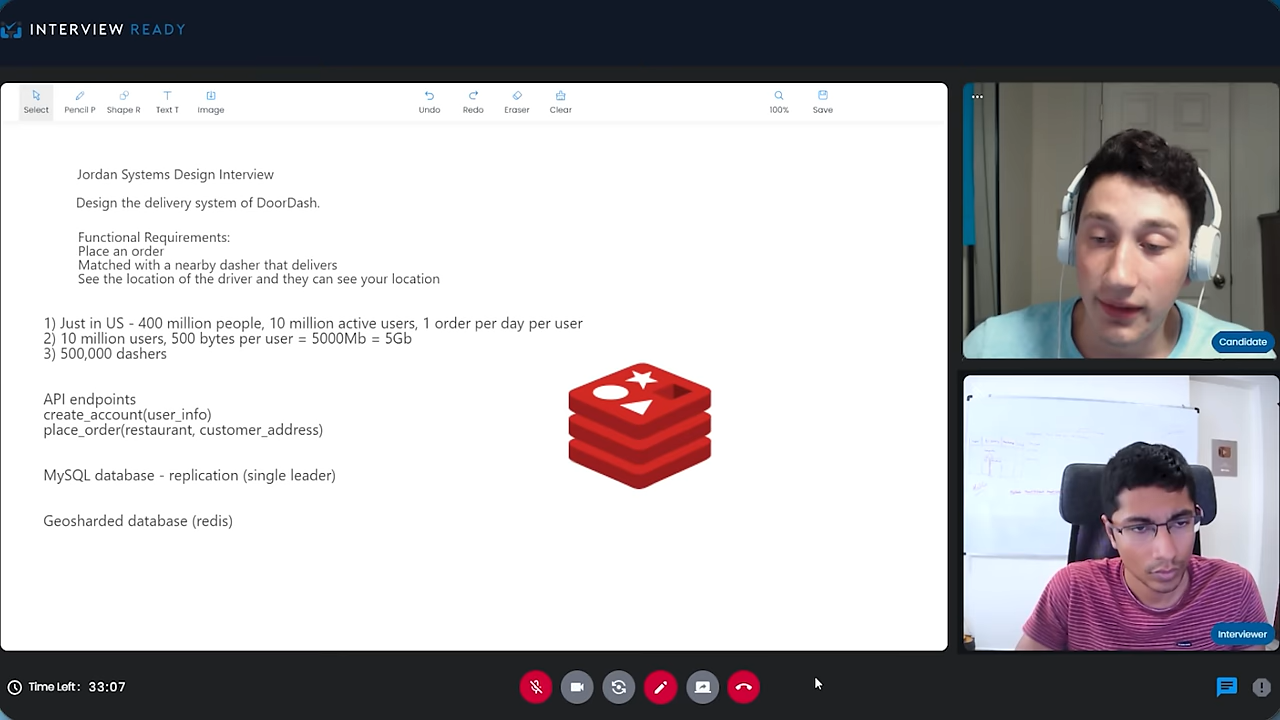 INTERVIEW READY
Select
Pencil P
Shape R
Text T
Image
Undo
Redo
Eraser
Clear
100%
Save
Jordan Systems Design Interview
Design the delivery system of DoorDash.
Functional Requirements:
Place an order
Matched with a nearby dasher that delivers
See the location of the driver and they can see your location
1) Just in US - 400 million people, 10 million active users, 1 order per day per user
2) 10 million users, 500 bytes per user = 5000Mb = 5Gb
3) 500,000 dashers
API endpoints
create_account(user_info)
place_order(restaurant, customer_address)
MySQL database - replication (single leader)
Geosharded database (redis)
Candidate
Interviewer
Time Left : 33:07